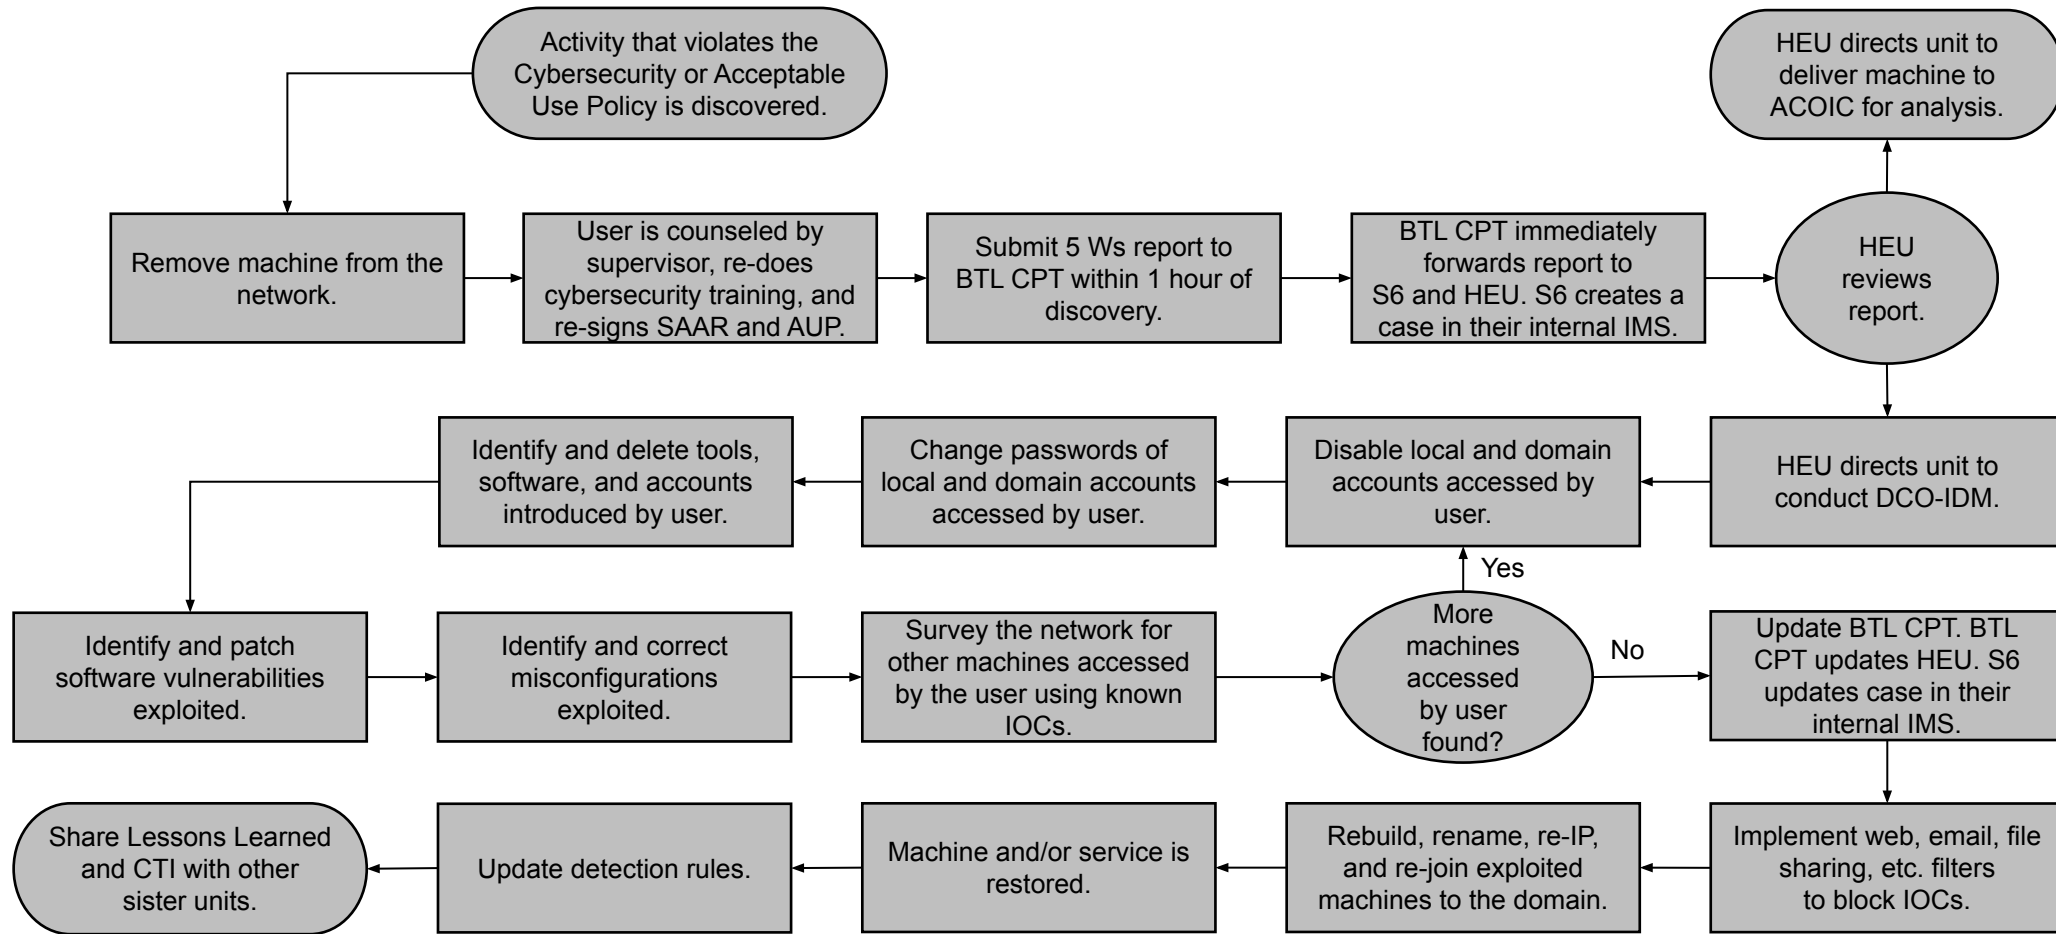 Activity that violates the
Cybersecurity or Acceptable
Use Policy is discovered.
HEU directs unit to
deliver machine to
ACOIC for analysis.
Remove machine from the
network.
User is counseled by
supervisor, re-does
cybersecurity training, and
re-signs SAAR and AUP.
Submit 5 Ws report to
BTL CPT within 1 hour of
discovery.
BTL CPT immediately
forwards report to
S6 and HEU. S6 creates a
case in their internal IMS.
HEU
reviews
report.
Identify and delete tools,
software, and accounts
introduced by user.
Change passwords of
local and domain accounts
accessed by user.
Disable local and domain
accounts accessed by
user.
HEU directs unit to
conduct DCO-IDM.
Yes
Identify and patch
software vulnerabilities
exploited.
Identify and correct
misconfigurations
exploited.
Survey the network for
other machines accessed
by the user using known
IOCs.
More
machines
accessed
by user
found?
No
Update BTL CPT. BTL
CPT updates HEU. S6
updates case in their
internal IMS.
Share Lessons Learned
and CTI with other
sister units.
Update detection rules.
Machine and/or service is
restored.
Rebuild, rename, re-IP,
and re-join exploited
machines to the domain.
Implement web, email, file
sharing, etc. filters
to block IOCs.